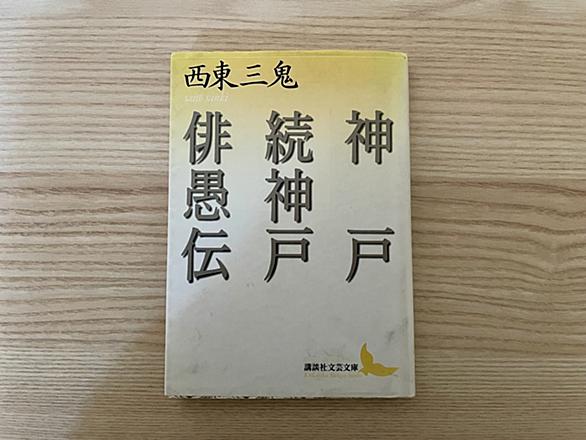 西東三鬼
saitō sanki
神戸
続神戸
俳愚伝
講談社文芸文庫